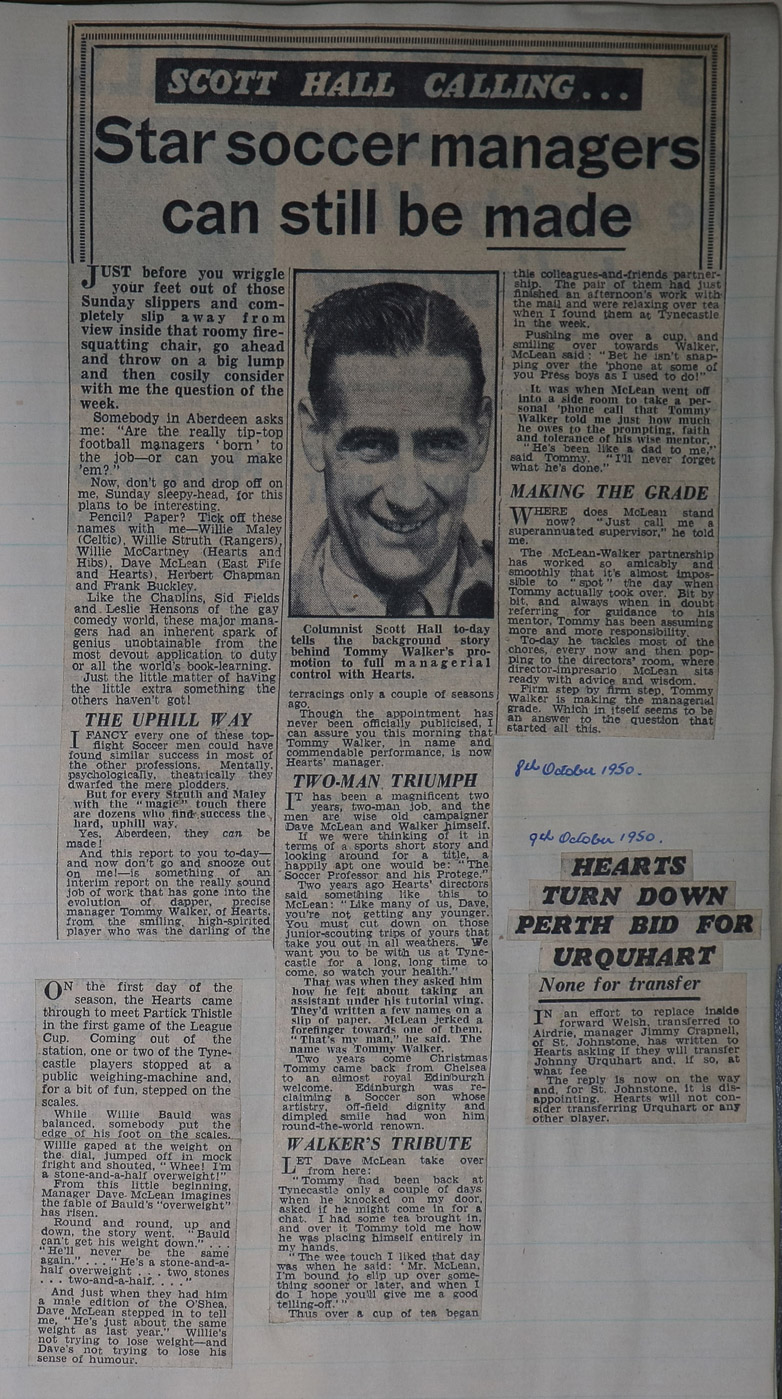 SCOTT HALL CALLING...
Star soccer managers
can still be made
JUST before you wriggle
your feet out of those
Sunday slippers and com-
pletely slip away from
view inside that roomy fire-
squatting chair, go ahead
and throw on a big lump
and then cosily consider
with me the question of the
week.
Somebody in Aberdeen asks
me: "Are the really tip-top
football managers 'born' to
the job—or can you make
'em?"
Now, don't go and drop off on
me, Sunday sleepy-head, for this
plans to be interesting.
Pencil? Paper? Tick off these
names with me—Willie Maley
(Celtic), Willie Struth (Rangers),
Willie McCartney (Hearts and
Hibs), Dave McLean (East Fife
and Hearts), Herbert Chapman
and Frank Buckley.
Like the Chaplins, Sid Fields
and Leslie Hensons of the gay
comedy world, these major mana-
gers had an inherent spark of
genius unobtainable from the
most devout application to duty
or all the world's book-learning.
Just the little matter of having
the little extra something the
others haven't got!
THE UPHILL WAY
I FANCY every one of these top-
flight Soccer men could have
found similar success in most of
the other professions. Mentally,
psychologically, theatrically they
dwarfed the mere plodders.
But for every Struth and Maley
with the "magic" touch there
are dozens who find success the
hard, uphill way.
Yes, Aberdeen, they can be
made!
And this report to you to-day—
and now don't go and snooze out
on me!—is something of an
interim report on the really sound
job of work that has gone into the
evolution of dapper, precise
manager Tommy Walker, of Hearts,
from the smiling, high-spirited
player who was the darling of the
Columnist Scott Hall to-day
tells the background story
behind Tommy Walker's pro-
motion to full managerial
control with Hearts.
terracings only a couple of seasons
ago.
Though the appointment has
never been officially publicised, I
can assure you this morning that
Tommy Walker, in name and
commendable performance, is now
Hearts' manager.
TWO-MAN TRIUMPH
IT has been a magnificent two
years, two-man job, and the
men are wise old campaigner
Dave McLean and Walker himself.
If we were thinking of it in
terms of a sports short story and
looking around for a title, a
happily apt one would be: "The
Soccer Professor and his Protege."
Two years ago Hearts' directors
said something like this to
McLean: "Like many of us, Dave,
you're not getting any younger.
You must cut down on those
junior-scouting trips of yours that
take you out in all weathers. We
want you to be with us at Tyne-
castle for a long, long time to
come, so watch your health."
That was when they asked him
how he felt about taking an
assistant under his tutorial wing.
They'd written a few names on a
slip of paper. McLean jerked a
forefinger towards one of them.
"That's my man," he said. The
name was Tommy Walker.
Two years come Christmas
Tommy came back from Chelsea
to an almost royal Edinburgh
welcome. Edinburgh was re-
claiming a Soccer son whose
artistry, off-field dignity and
dimpled smile had won him
round-the-world renown.
WALKER'S TRIBUTE
LET Dave McLean take over
from here:
"Tommy had been back at
Tynecastle only a couple of days
when he knocked on my door,
asked if he might come in for a
chat. I had some tea brought in,
and over it Tommy told me how
he was placing himself entirely in
my hands.
"The wee touch I liked that day
was when he said: 'Mr. McLean,
I'm bound to slip up over some-
thing sooner or later, and when I
do I hope you'll give me a good
telling-off.'"
Thus over a cup of tea began
this colleagues-and-friends partner-
ship. The pair of them had just
finished an afternoon's work with
the mail and were relaxing over tea
when I found them at Tynecastle
in the week.
Pushing me over a cup, and
smiling over towards Walker,
McLean said: "Bet he isn't snap-
ping over the 'phone at some of
you Press boys as I used to do!"
It was when McLean went off
into a side room to take a per-
sonal 'phone call that Tommy
Walker told me just how much
he owes to the prompting, faith
and tolerance of his wise mentor.
"He's been like a dad to me,"
said Tommy. "I'll never forget
what he's done."
MAKING THE GRADE
WHERE does McLean stand
now? "Just call me a
superannuated supervisor," he told
me.
The McLean-Walker partnership
has worked so amicably and
smoothly that it's almost impos-
sible to "spot" the day when
Tommy actually took over. Bit by
bit, and always when in doubt
referring for guidance to his
mentor, Tommy has been assuming
more and more responsibility.
To-day he tackles most of the
chores, every now and then pop-
ping to the directors' room, where
director-impresario McLean sits
ready with advice and wisdom.
Firm step by firm step, Tommy
Walker is making the managerial
grade. Which in itself seems to be
an answer to the question that
started all this.
8th October 1950.
9th October 1950.
HEARTS
TURN DOWN
PERTH BID FOR
URQUHART
None for transfer
IN an effort to replace inside
forward Welsh, transferred to
Airdrie, manager Jimmy Crapnell,
of St. Johnstone, has written to
Hearts asking if they will transfer
Johnny Urquhart and, if so, at
what fee
The reply is now on the way
and, for St. Johnstone, it is dis-
appointing. Hearts will not con-
sider transferring Urquhart or any
other player.
ON the first day of the
season, the Hearts came
through to meet Partick Thistle
in the first game of the League
Cup. Coming out of the
station, one or two of the Tyne-
castle players stopped at a
public weighing-machine and,
for a bit of fun, stepped on the
scales.
While Willie Bauld was
balanced, somebody put the
edge of his foot on the scales.
Willie gaped at the weight on
the dial, jumped off in mock
fright and shouted, "Whee! I'm
a stone-and-a-half overweight!"
From this little beginning,
Manager Dave McLean imagines
the fable of Bauld's "overweight"
has risen.
Round and round, up and
down, the story went. "Bauld
can't get his weight down." . . .
"He'll never be the same
again." . . . "He's a stone-and-a-
half overweight . . . two stones
. . . two-and-a-half. . . ."
And just when they had him
a male edition of the O'Shea,
Dave McLean stepped in to tell
me, "He's just about the same
weight as last year." Willie's
not trying to lose weight—and
Dave's not trying to lose his
sense of humour.